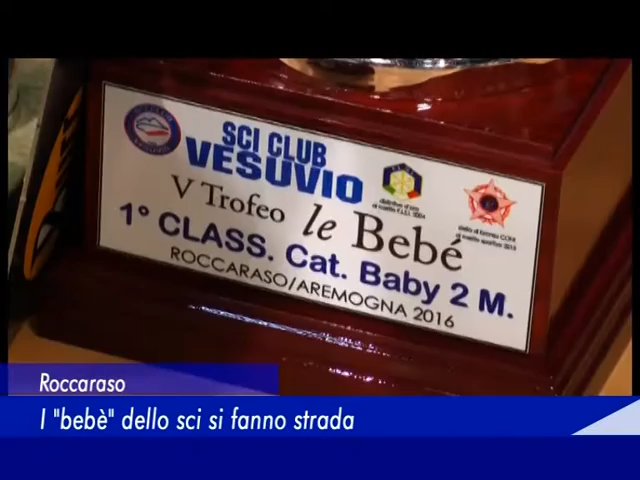 SCI CLUB
VESUVIO
V Trofeo le Bebé
1° CLASS. Cat. Baby 2 M.
ROCCARASO/AREMOGNA 2016
Roccaraso
I "bebè" dello sci si fanno strada